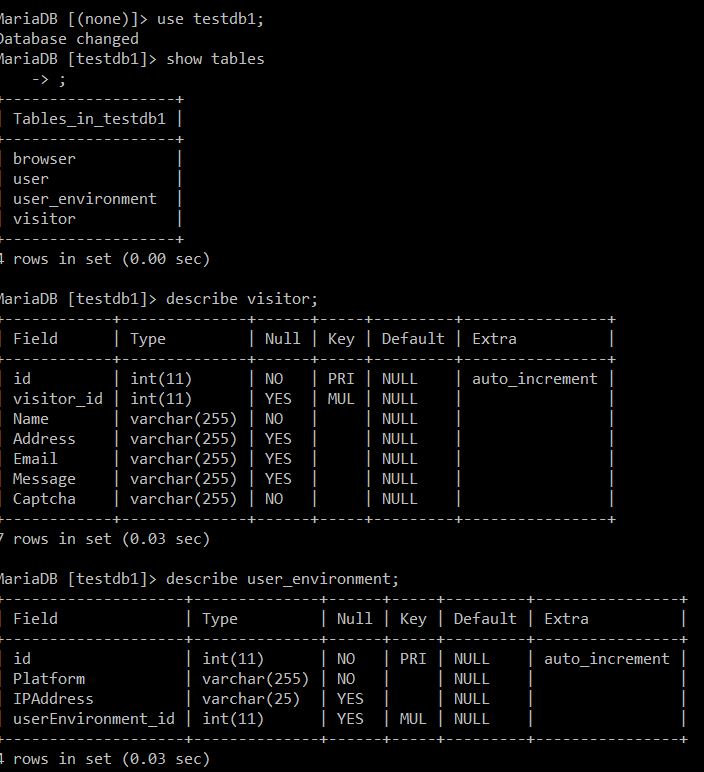 MariaDB [(none)]> use testdb1;
Database changed
MariaDB [testdb1]> show tables
    -> ;
+------------------+
| Tables_in_testdb1 |
+------------------+
| browser           |
| user              |
| user_environment  |
| visitor           |
+------------------+
4 rows in set (0.00 sec)

MariaDB [testdb1]> describe visitor;
+------------+--------------+------+-----+---------+----------------+
| Field      | Type         | Null | Key | Default | Extra          |
+------------+--------------+------+-----+---------+----------------+
| id         | int(11)      | NO   | PRI | NULL    | auto_increment |
| visitor_id | int(11)      | YES  | MUL | NULL    |                |
| Name       | varchar(255) | NO   |     | NULL    |                |
| Address    | varchar(255) | YES  |     | NULL    |                |
| Email      | varchar(255) | YES  |     | NULL    |                |
| Message    | varchar(255) | YES  |     | NULL    |                |
| Captcha    | varchar(255) | NO   |     | NULL    |                |
+------------+--------------+------+-----+---------+----------------+
7 rows in set (0.03 sec)

MariaDB [testdb1]> describe user_environment;
+--------------------+--------------+------+-----+---------+----------------+
| Field              | Type         | Null | Key | Default | Extra          |
+--------------------+--------------+------+-----+---------+----------------+
| id                 | int(11)      | NO   | PRI | NULL    | auto_increment |
| Platform           | varchar(255) | NO   |     | NULL    |                |
| IPAddress          | varchar(25)  | YES  |     | NULL    |                |
| userEnvironment_id | int(11)      | YES  | MUL | NULL    |                |
+--------------------+--------------+------+-----+---------+----------------+
4 rows in set (0.03 sec)